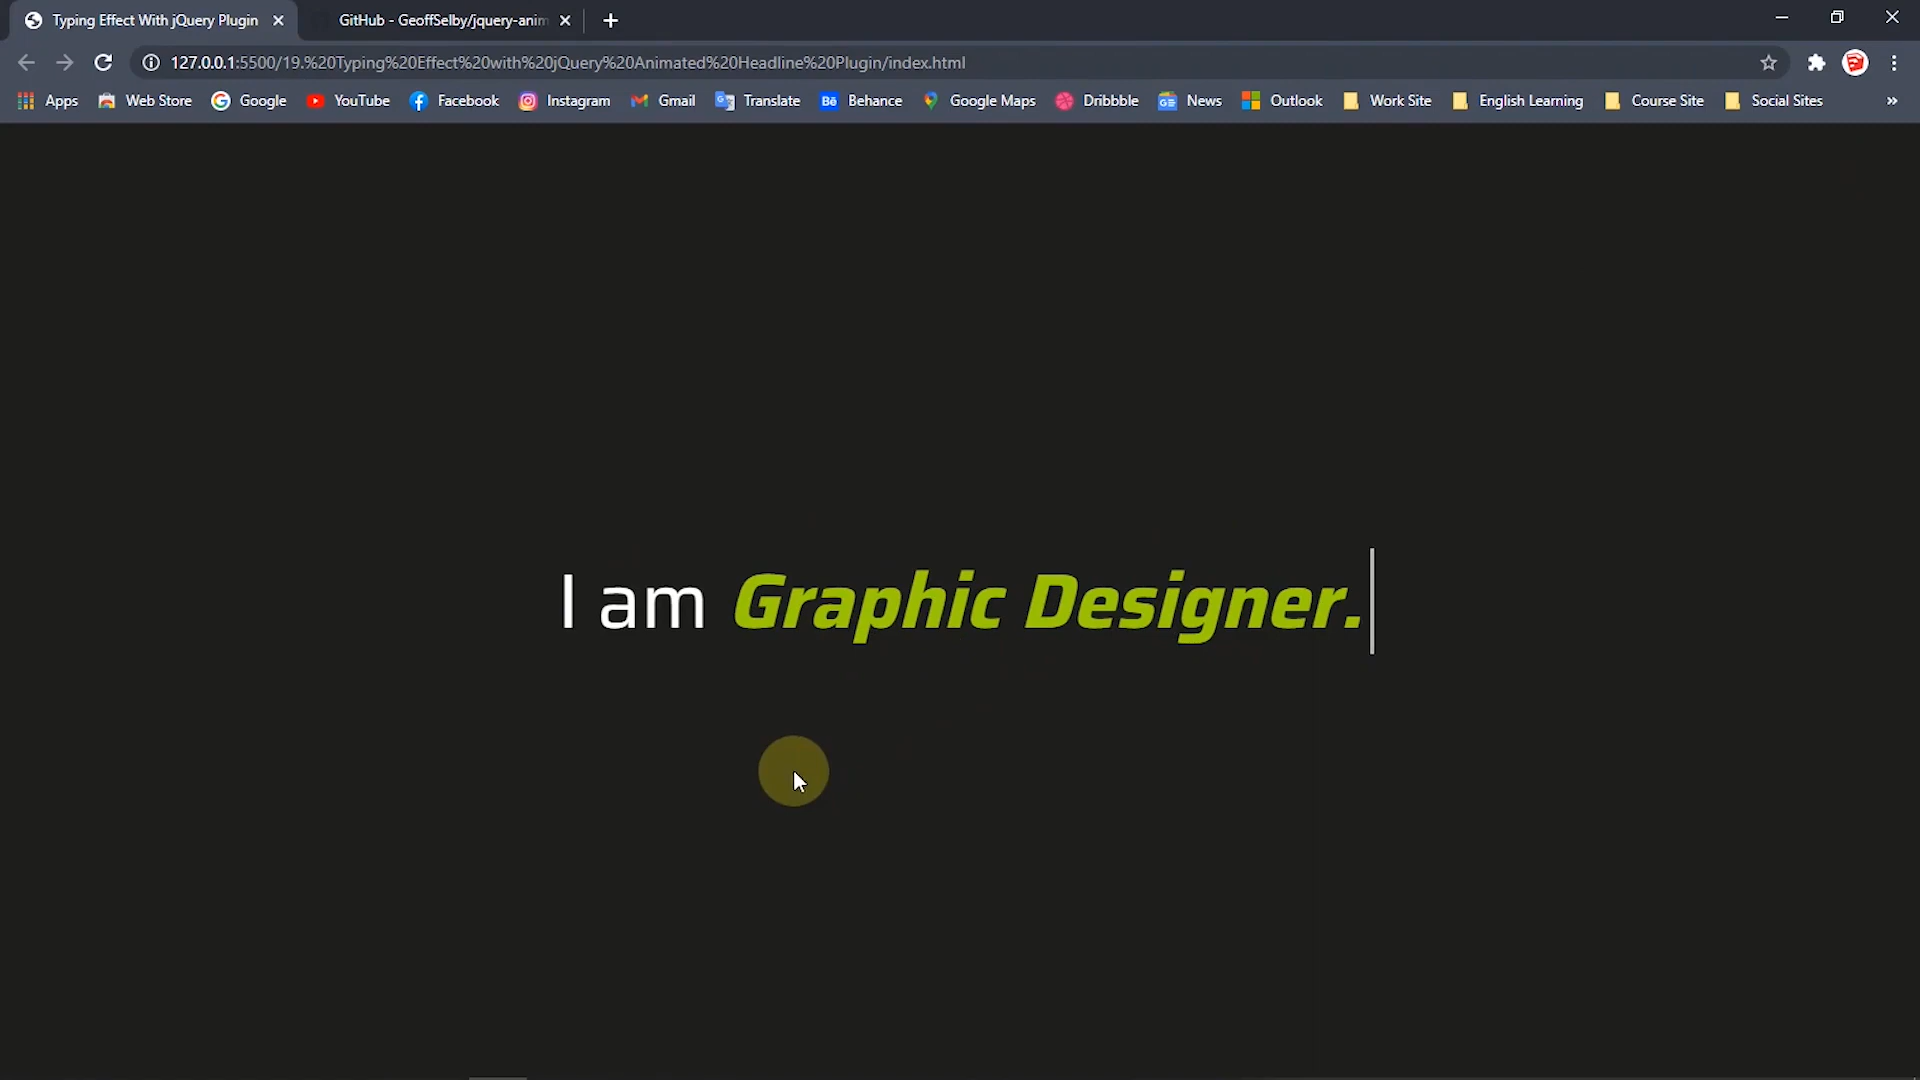 Typing Effect With jQuery Plugin
GitHub - GeoffSelby/jquery-anim
127.0.0.1:5500/19.%20Typing%20Effect%20with%20jQuery%20Animated%20Headline%20Plugin/index.html
Apps Web Store Google YouTube Facebook Instagram Gmail Translate Behance Google Maps Dribbble News Outlook Work Site English Learning Course Site Social Sites »
I am Graphic Designer.